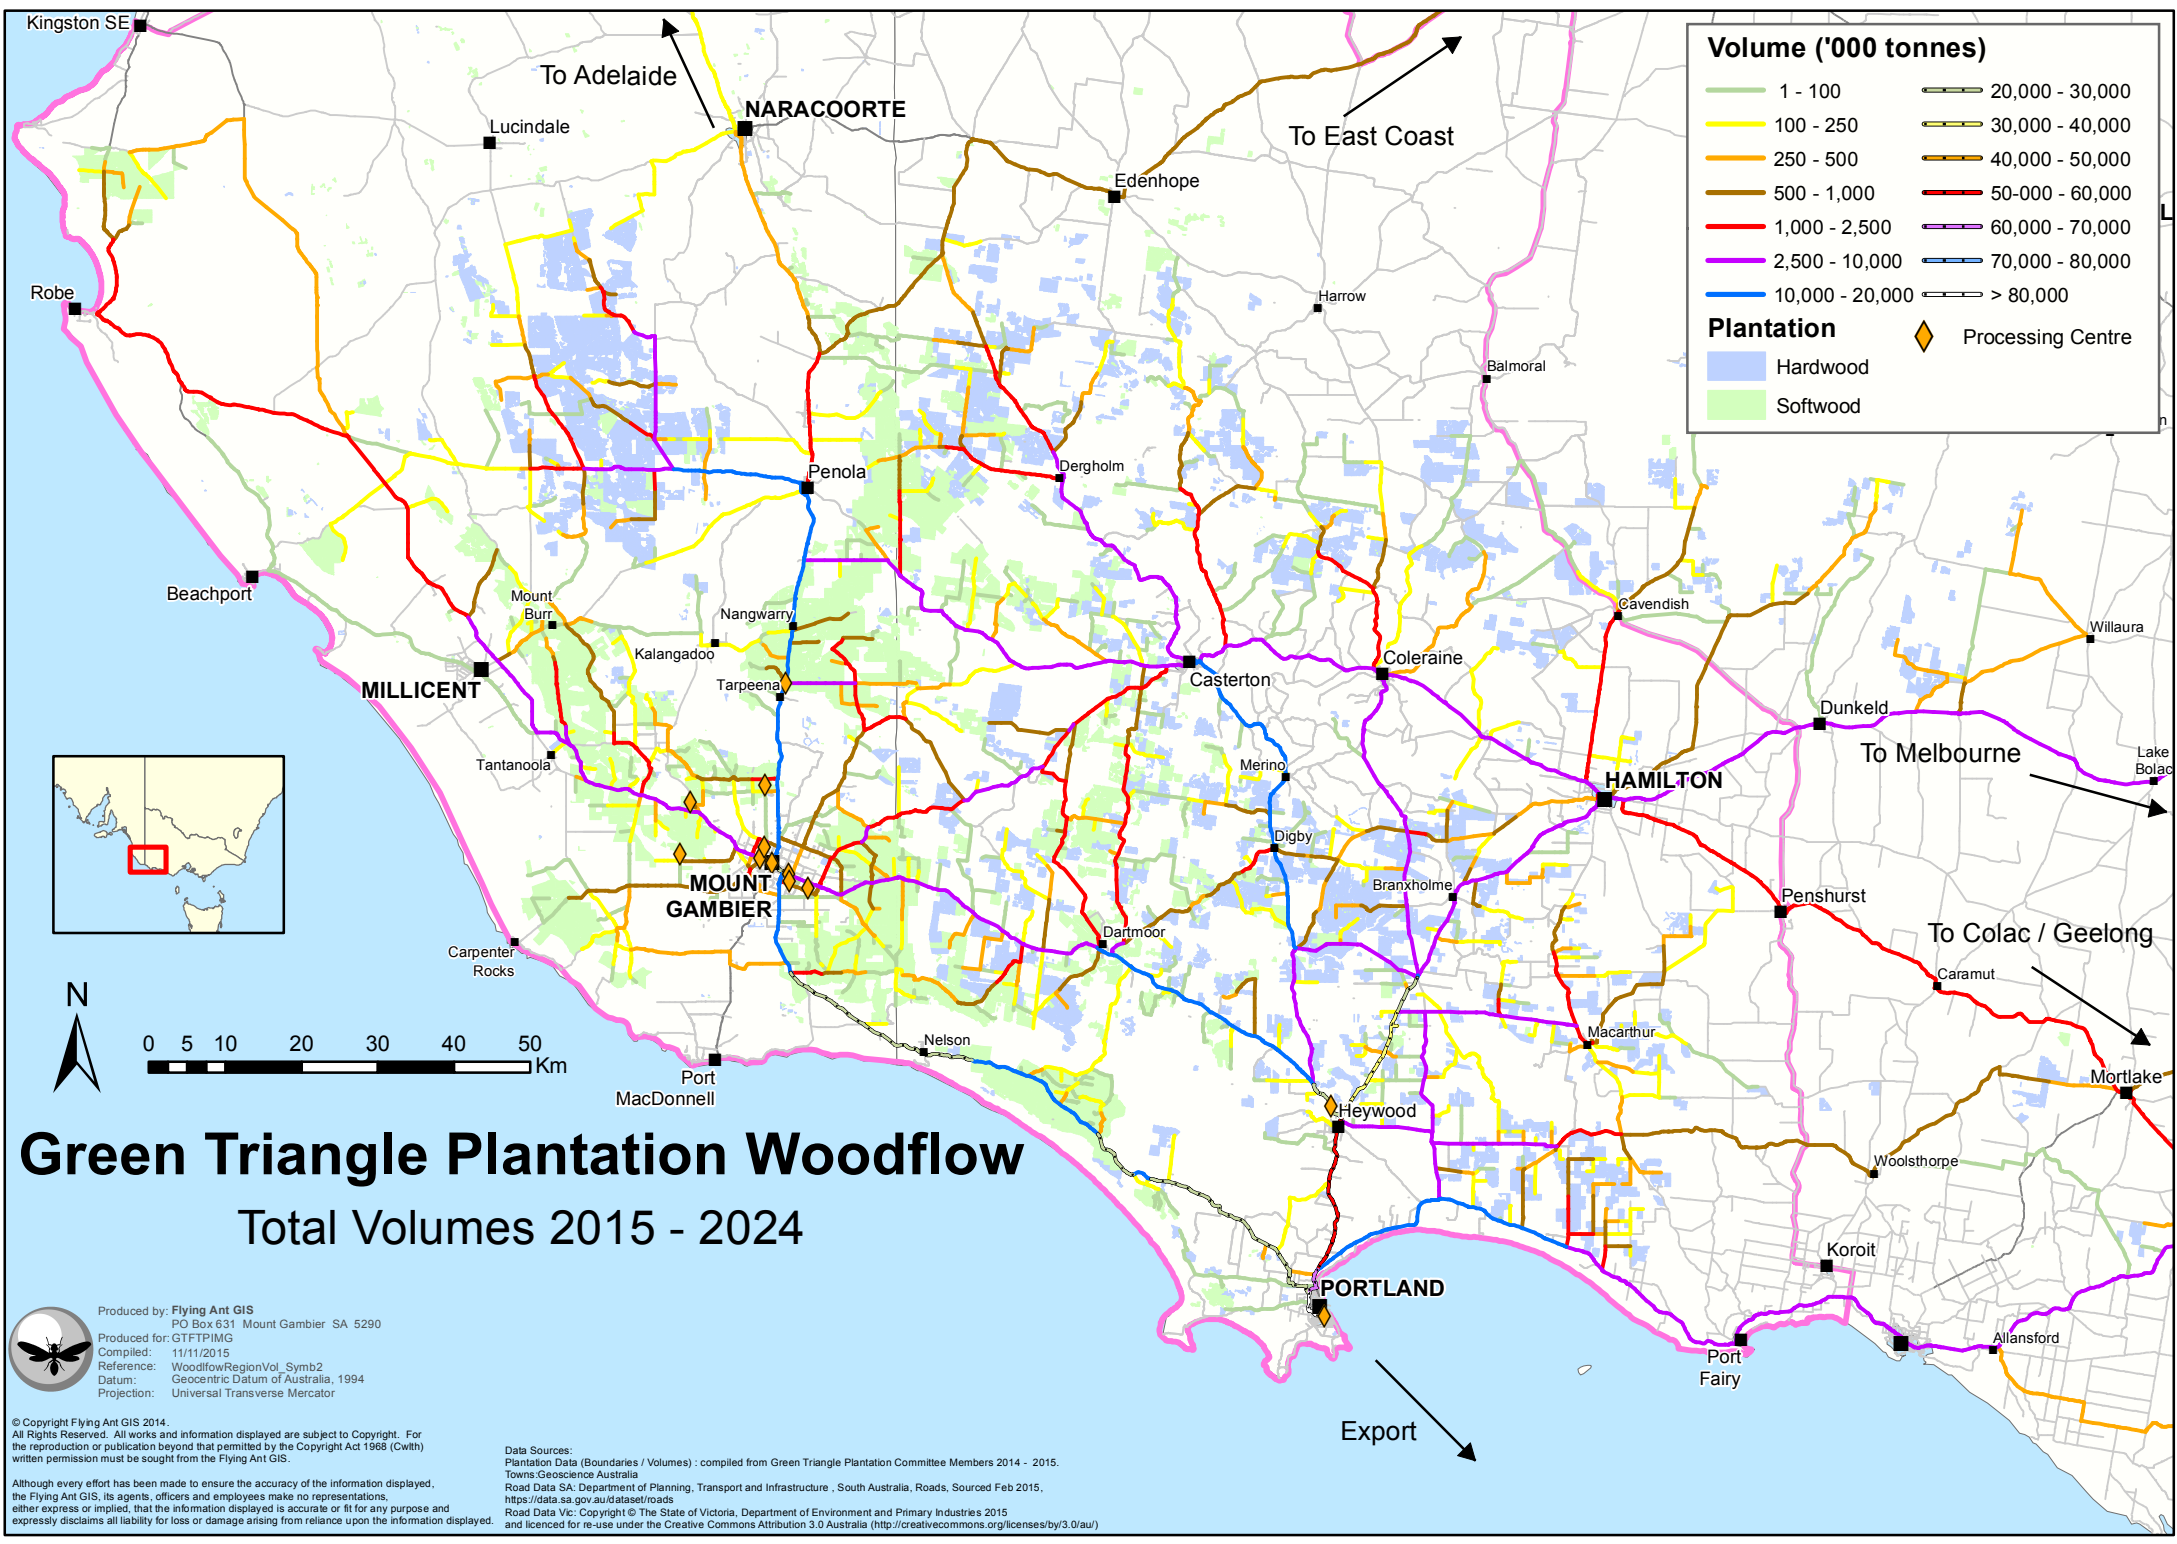 Kingston SE
To Adelaide
NARACOORTE
Lucindale
To East Coast
Edenhope
Volume ('000 tonnes)
1 - 100
100 - 250
250 - 500
500 - 1,000
1,000 - 2,500
2,500 - 10,000
10,000 - 20,000
20,000 - 30,000
30,000 - 40,000
40,000 - 50,000
50-000 - 60,000
60,000 - 70,000
70,000 - 80,000
> 80,000
Plantation
Hardwood
Softwood
Processing Centre
L
n
Robe
Harrow
Balmoral
Penola
Dergholm
Beachport
Mount
Burr
Nangwarry
Kalangadoo
Cavendish
Willaura
MILLICENT
Tarpeena
Casterton
Coleraine
Dunkeld
To Melbourne
Lake
Bolac
Tantanoola
Merino
HAMILTON
Digby
MOUNT
GAMBIER
Branxholme
Penshurst
To Colac / Geelong
Carpenter
Rocks
Dartmoor
Caramut
N
0 5 10 20 30 40 50
Km
Nelson
Macarthur
Port
MacDonnell
Heywood
Mortlake
Green Triangle Plantation Woodflow
Total Volumes 2015 - 2024
Woolsthorpe
Koroit
PORTLAND
Port
Fairy
Allansford
Export
Produced by: Flying Ant GIS
PO Box 631 Mount Gambier SA 5290
Produced for: GTFTPIMG
Compiled: 11/11/2015
Reference: WoodlfowRegionVol_Symb2
Datum: Geocentric Datum of Australia, 1994
Projection: Universal Transverse Mercator
© Copyright Flying Ant GIS 2014.
All Rights Reserved. All works and information displayed are subject to Copyright. For
the reproduction or publication beyond that permitted by the Copyright Act 1968 (Cwlth)
written permission must be sought from the Flying Ant GIS.
Although every effort has been made to ensure the accuracy of the information displayed,
the Flying Ant GIS, its agents, officers and employees make no representations,
either express or implied, that the information displayed is accurate or fit for any purpose and
expressly disclaims all liability for loss or damage arising from reliance upon the information displayed.
Data Sources:
Plantation Data (Boundaries / Volumes) : compiled from Green Triangle Plantation Committee Members 2014 - 2015.
Towns:Geoscience Australia
Road Data SA: Department of Planning, Transport and Infrastructure , South Australia, Roads, Sourced Feb 2015,
https://data.sa.gov.au/dataset/roads
Road Data Vic: Copyright © The State of Victoria, Department of Environment and Primary Industries 2015
and licenced for re-use under the Creative Commons Attribution 3.0 Australia (http://creativecommons.org/licenses/by/3.0/au/)